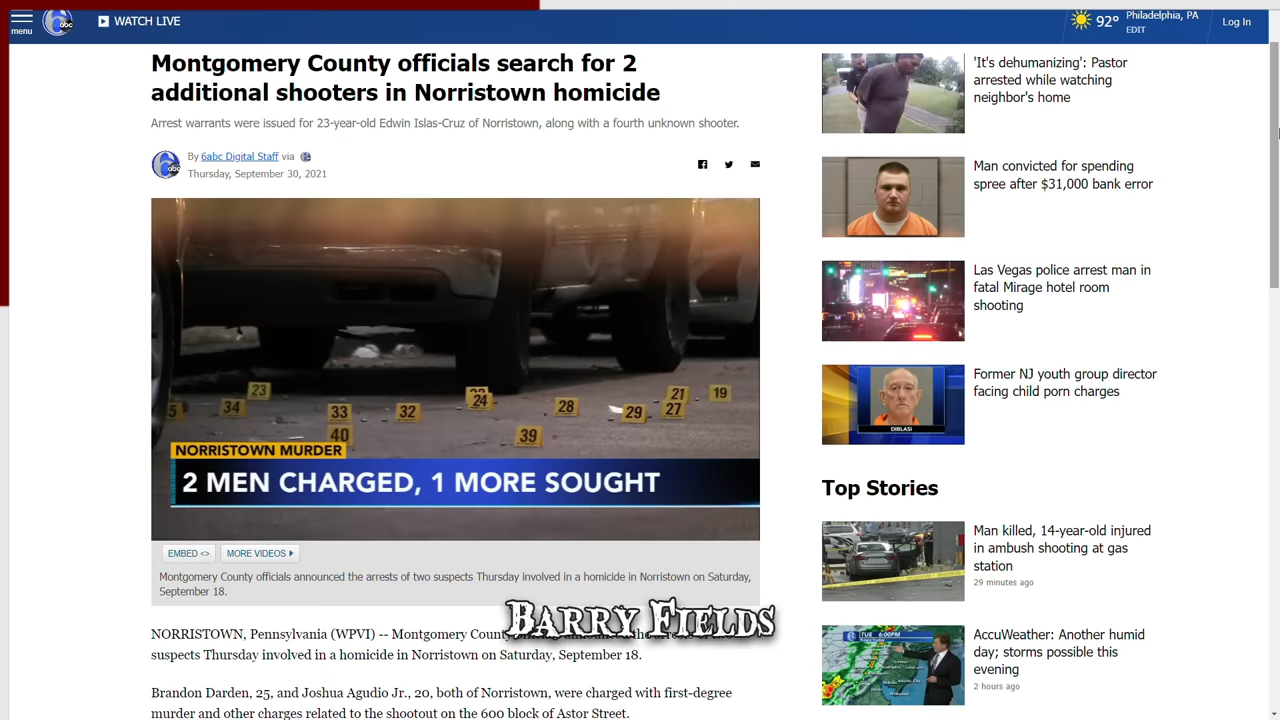 menu
abc
WATCH LIVE
92°
Philadelphia, PA
EDIT
Log In
Montgomery County officials search for 2
additional shooters in Norristown homicide
Arrest warrants were issued for 23-year-old Edwin Islas-Cruz of Norristown, along with a fourth unknown shooter.
abc
By 6abc Digital Staff via
Thursday, September 30, 2021
23
34
33
32
24
28
29
21
27
19
5
40
39
NORRISTOWN MURDER
2 MEN CHARGED, 1 MORE SOUGHT
EMBED <>
MORE VIDEOS
Montgomery County officials announced the arrests of two suspects Thursday involved in a homicide in Norristown on Saturday,
September 18.
BARRY FIELDS
NORRISTOWN, Pennsylvania (WPVI) -- Montgomery County
suspects Thursday involved in a homicide in Norristown on Saturday, September 18.
Brandon Darden, 25, and Joshua Agudio Jr., 20, both of Norristown, were charged with first-degree
murder and other charges related to the shootout on the 600 block of Astor Street.
'It's dehumanizing': Pastor
arrested while watching
neighbor's home
Man convicted for spending
spree after $31,000 bank error
Las Vegas police arrest man in
fatal Mirage hotel room
shooting
DIBLASI
Former NJ youth group director
facing child porn charges
Top Stories
Man killed, 14-year-old injured
in ambush shooting at gas
station
29 minutes ago
TUE 6:00PM
AccuWeather: Another humid
day; storms possible this
evening
2 hours ago